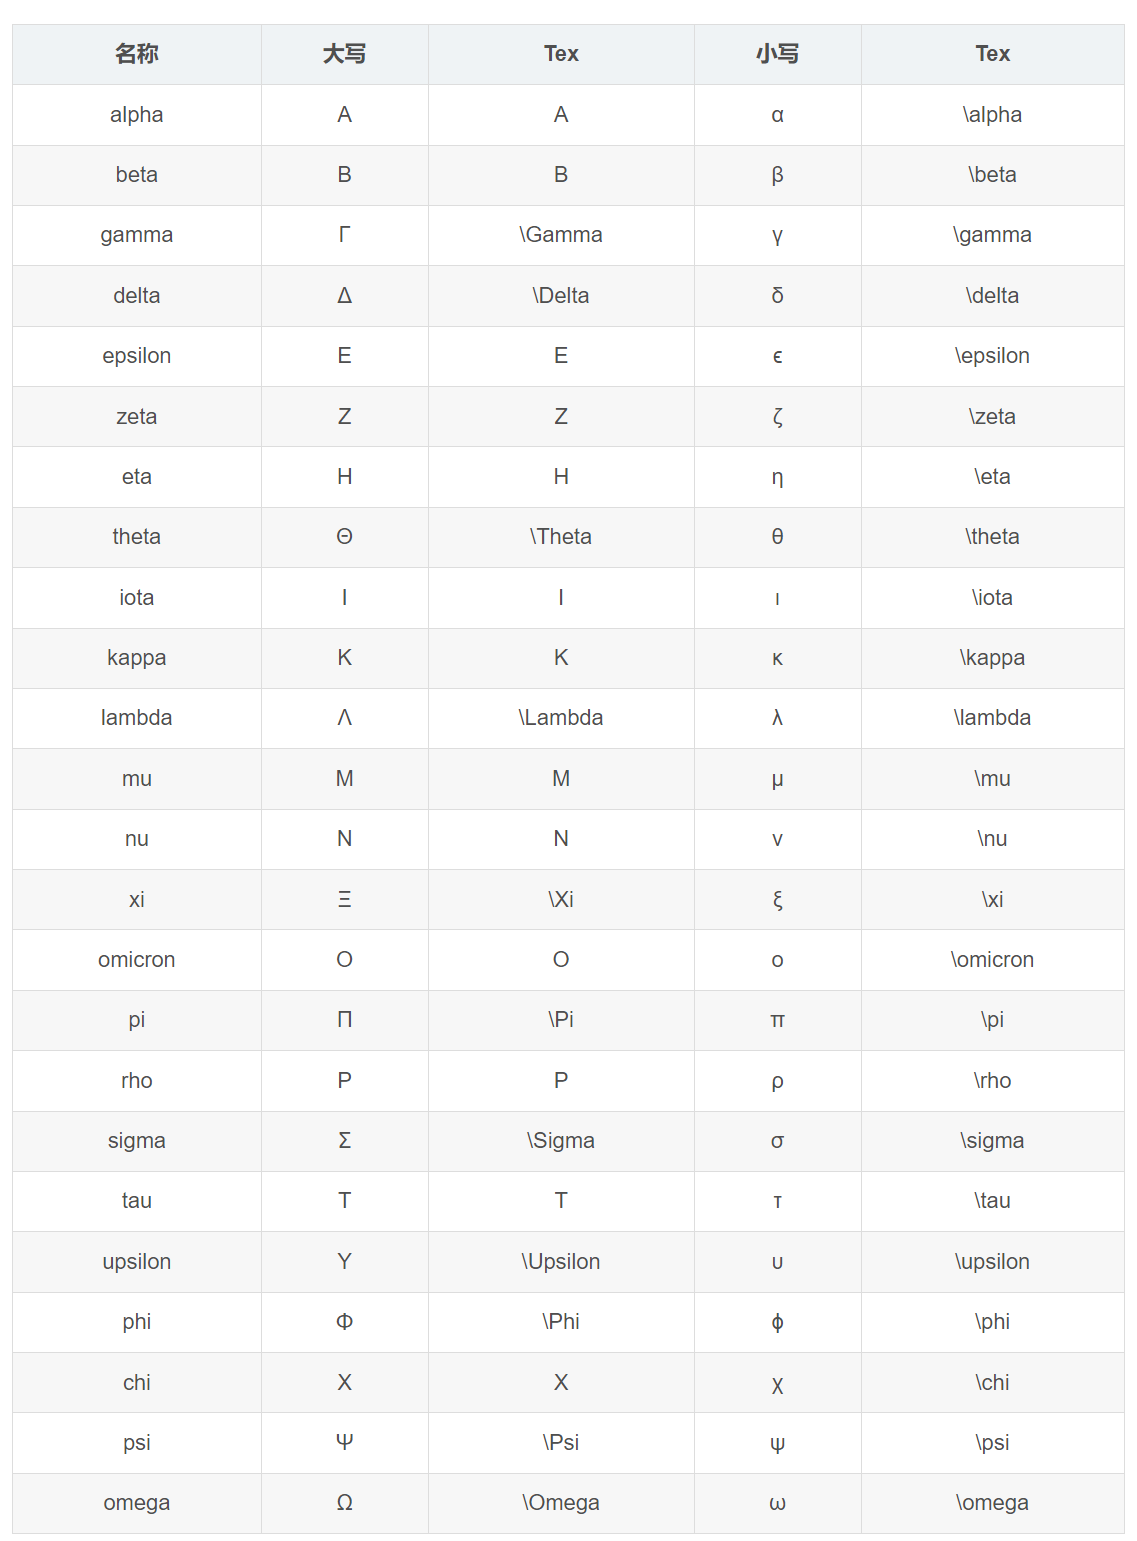 名称 大写 Tex 小写 Tex
alpha Α A α \alpha
beta Β B β \beta
gamma Γ \Gamma γ \gamma
delta Δ \Delta δ \delta
epsilon Ε E ϵ \epsilon
zeta Ζ Z ζ \zeta
eta Η H η \eta
theta Θ \Theta θ \theta
iota Ι I ι \iota
kappa Κ K κ \kappa
lambda Λ \Lambda λ \lambda
mu Μ M μ \mu
nu Ν N ν \nu
xi Ξ \Xi ξ \xi
omicron Ο O ο \omicron
pi Π \Pi π \pi
rho Ρ P ρ \rho
sigma Σ \Sigma σ \sigma
tau Τ T τ \tau
upsilon Υ \Upsilon υ \upsilon
phi Φ \Phi ϕ \phi
chi Χ X χ \chi
psi Ψ \Psi ψ \psi
omega Ω \Omega ω \omega